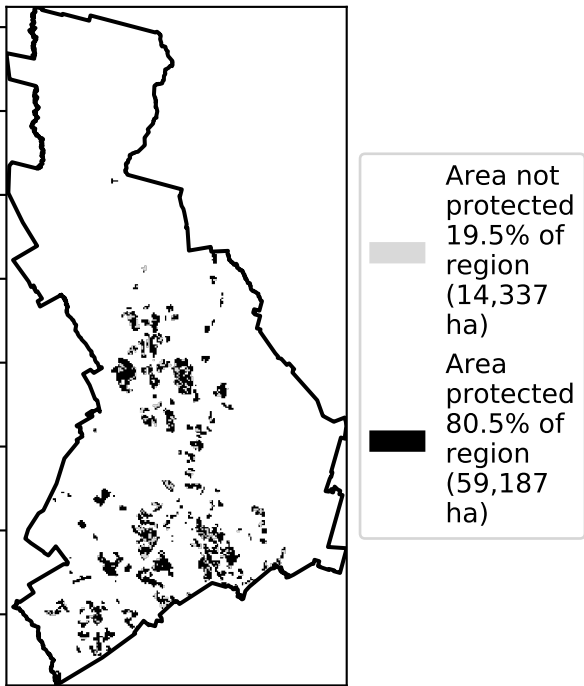 Area not
protected
19.5% of
region
(14,337
ha)
Area
protected
80.5% of
region
(59,187
ha)